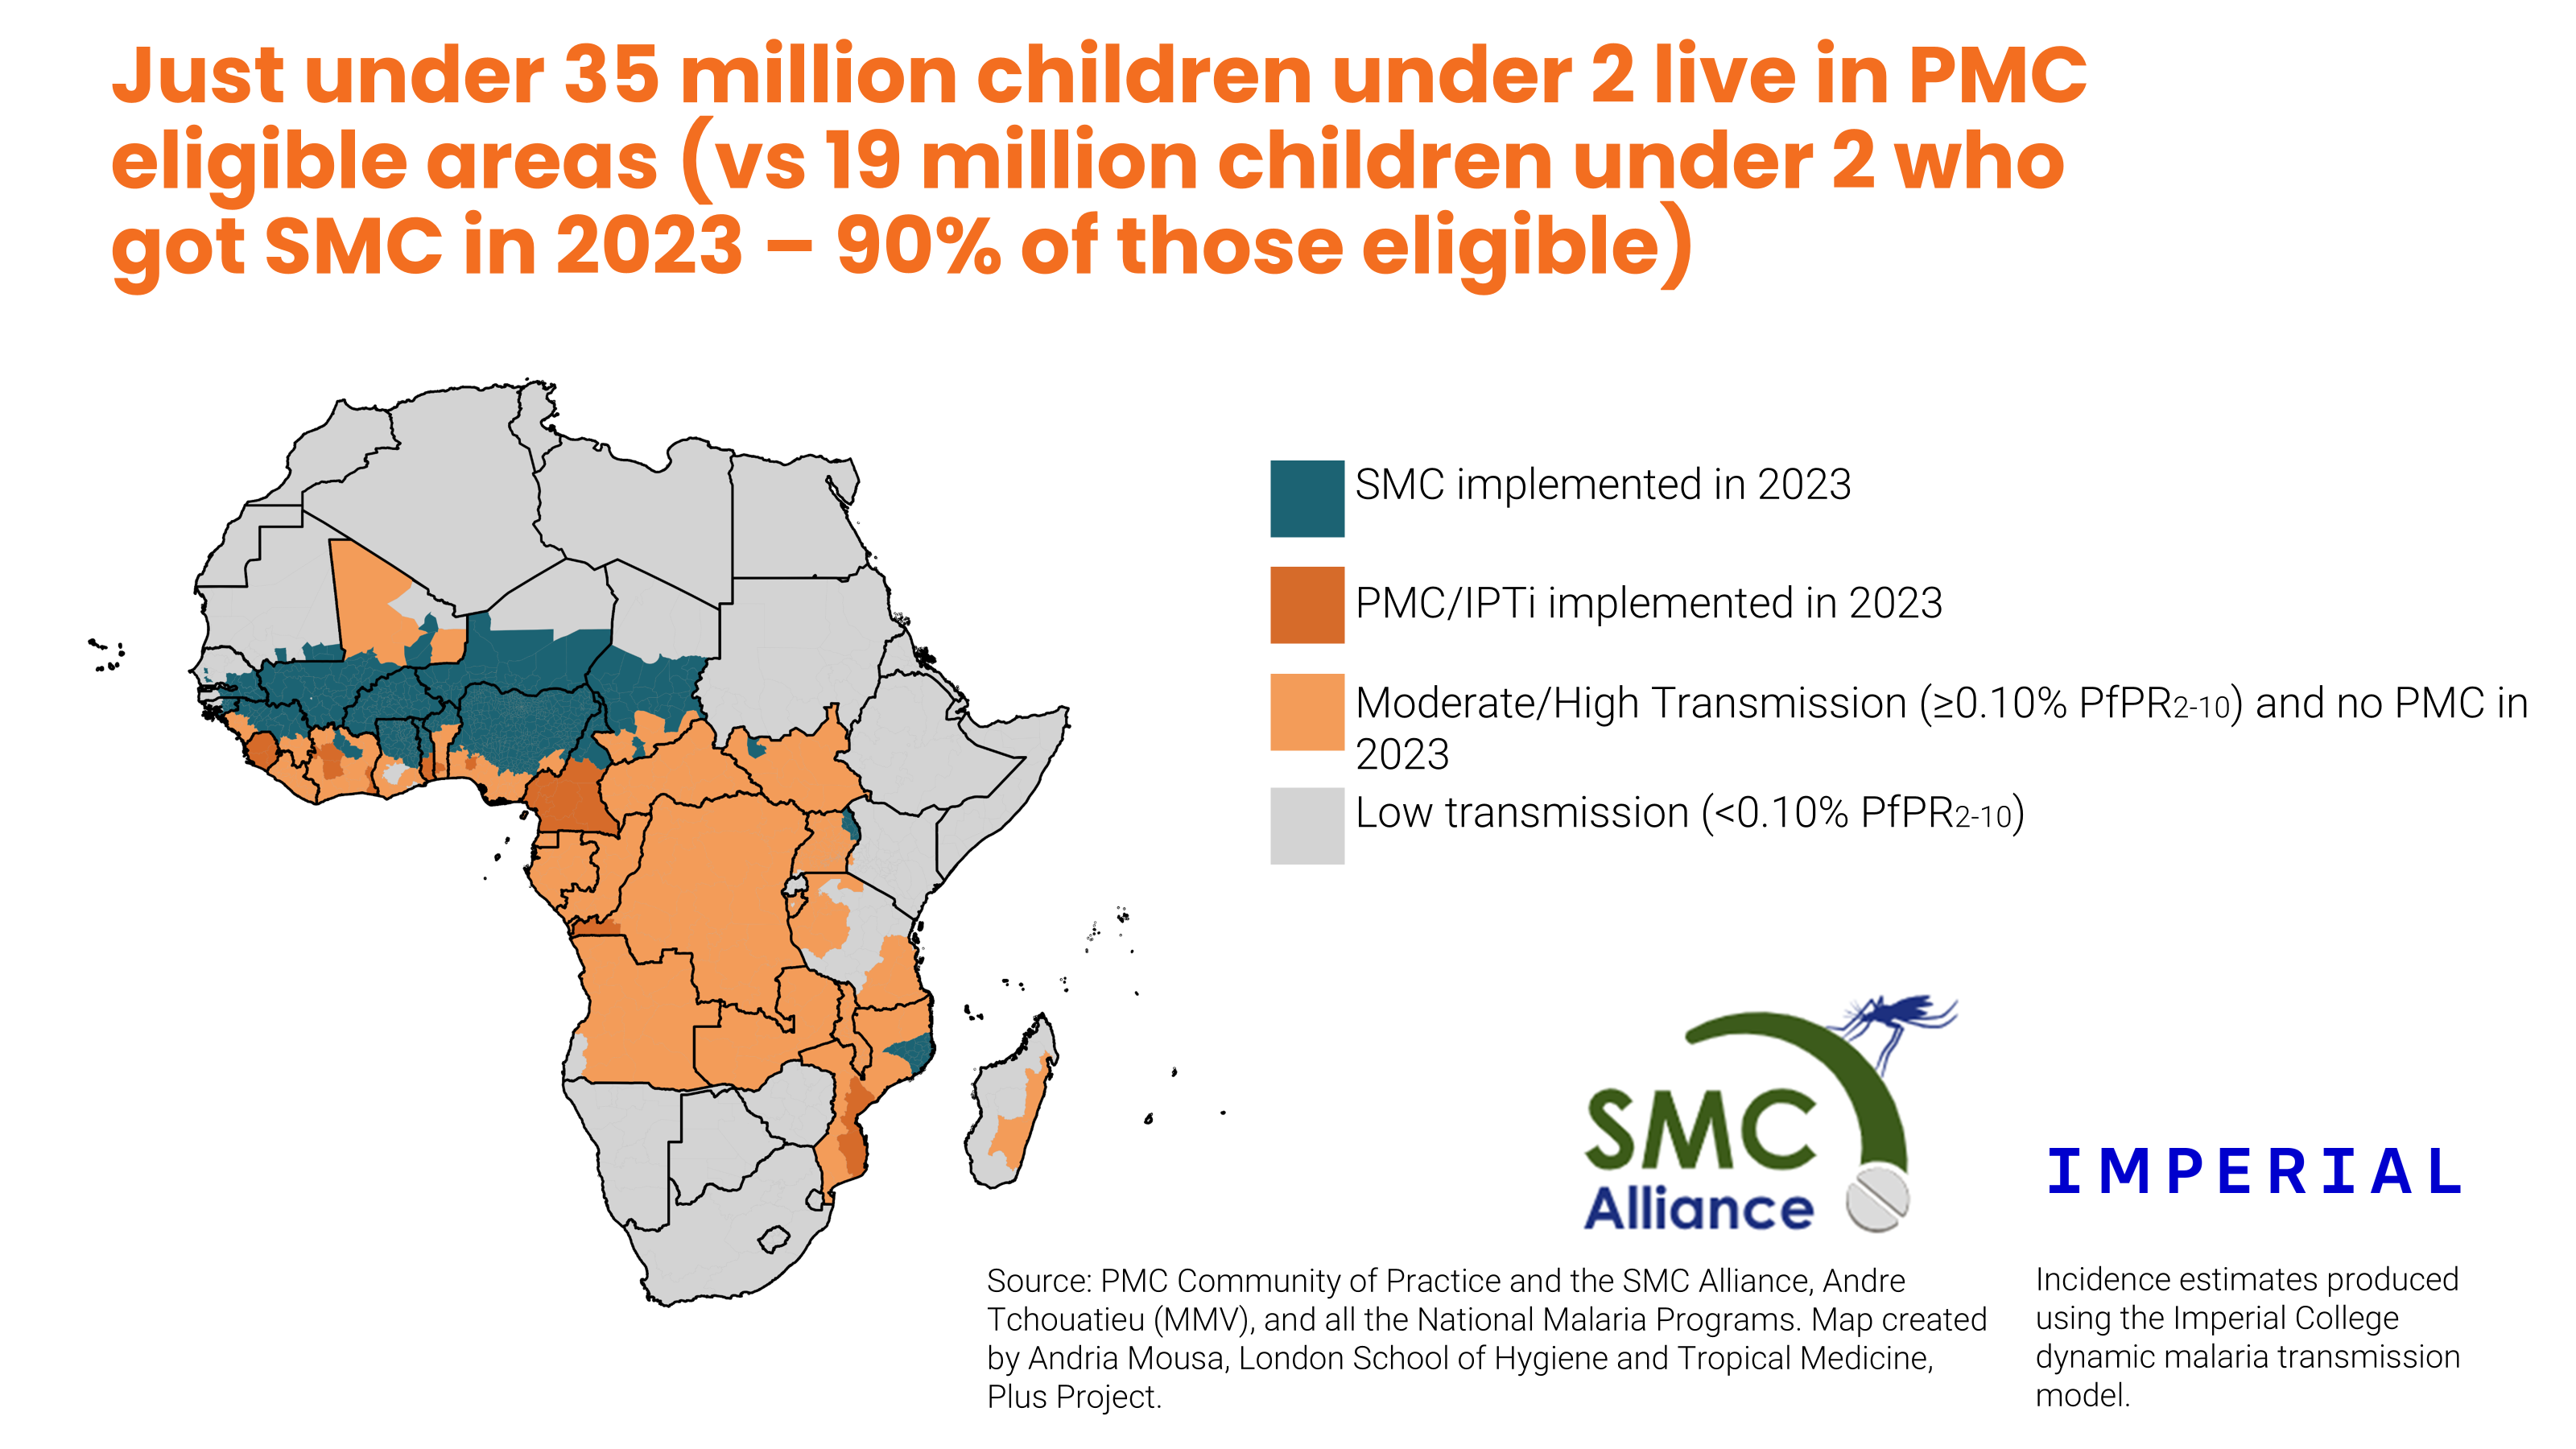 Just under 35 million children under 2 live in PMC
eligible areas (vs 19 million children under 2 who
got SMC in 2023 – 90% of those eligible)
SMC implemented in 2023
PMC/IPTi implemented in 2023
Moderate/High Transmission (≥0.10% PfPR2-10) and no PMC in
2023
Low transmission (<0.10% PfPR2-10)
SMC
Alliance
IMPERIAL
Source: PMC Community of Practice and the SMC Alliance, Andre
Tchouatieu (MMV), and all the National Malaria Programs. Map created
by Andria Mousa, London School of Hygiene and Tropical Medicine,
Plus Project.
Incidence estimates produced
using the Imperial College
dynamic malaria transmission
model.